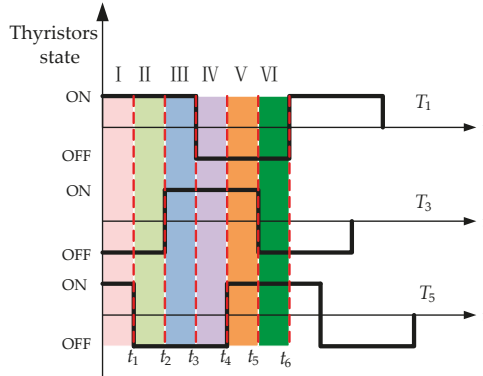 Thyristors
state
I II III IV V VI
ON
T1
OFF
ON
T3
OFF
ON
T5
OFF
t1 t2 t3 t4 t5 t6